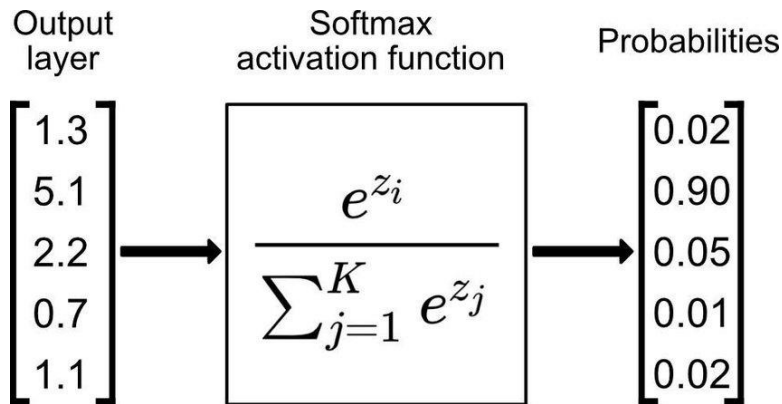 Output
layer
Softmax
activation function
Probabilities
1.3
5.1
2.2
0.7
1.1
e^{z_i}
∑_{j=1}^{K} e^{z_j}
0.02
0.90
0.05
0.01
0.02